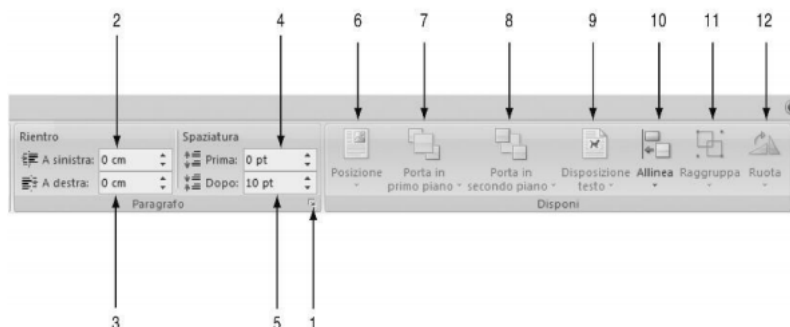 2 4 6 7 8 9 10 11 12
Rientro Spaziatura
A sinistra: 0 cm Prima: 0 pt
A destra: 0 cm Dopo: 10 pt
Posizione Porta in primo piano Porta in secondo piano Disposizione testo Allinea Raggruppa Ruota
Paragrafo Disponi
3 5 1